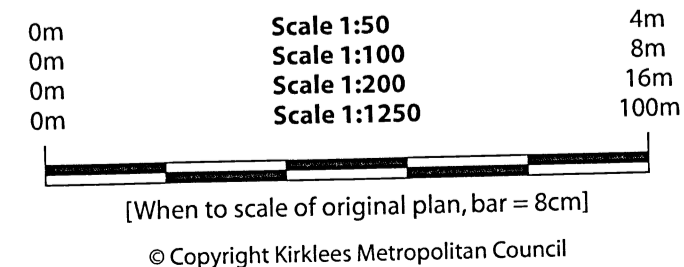 0m Scale 1:50 4m
0m Scale 1:100 8m
0m Scale 1:200 16m
0m Scale 1:1250 100m
[When to scale of original plan, bar = 8cm]
© Copyright Kirklees Metropolitan Council